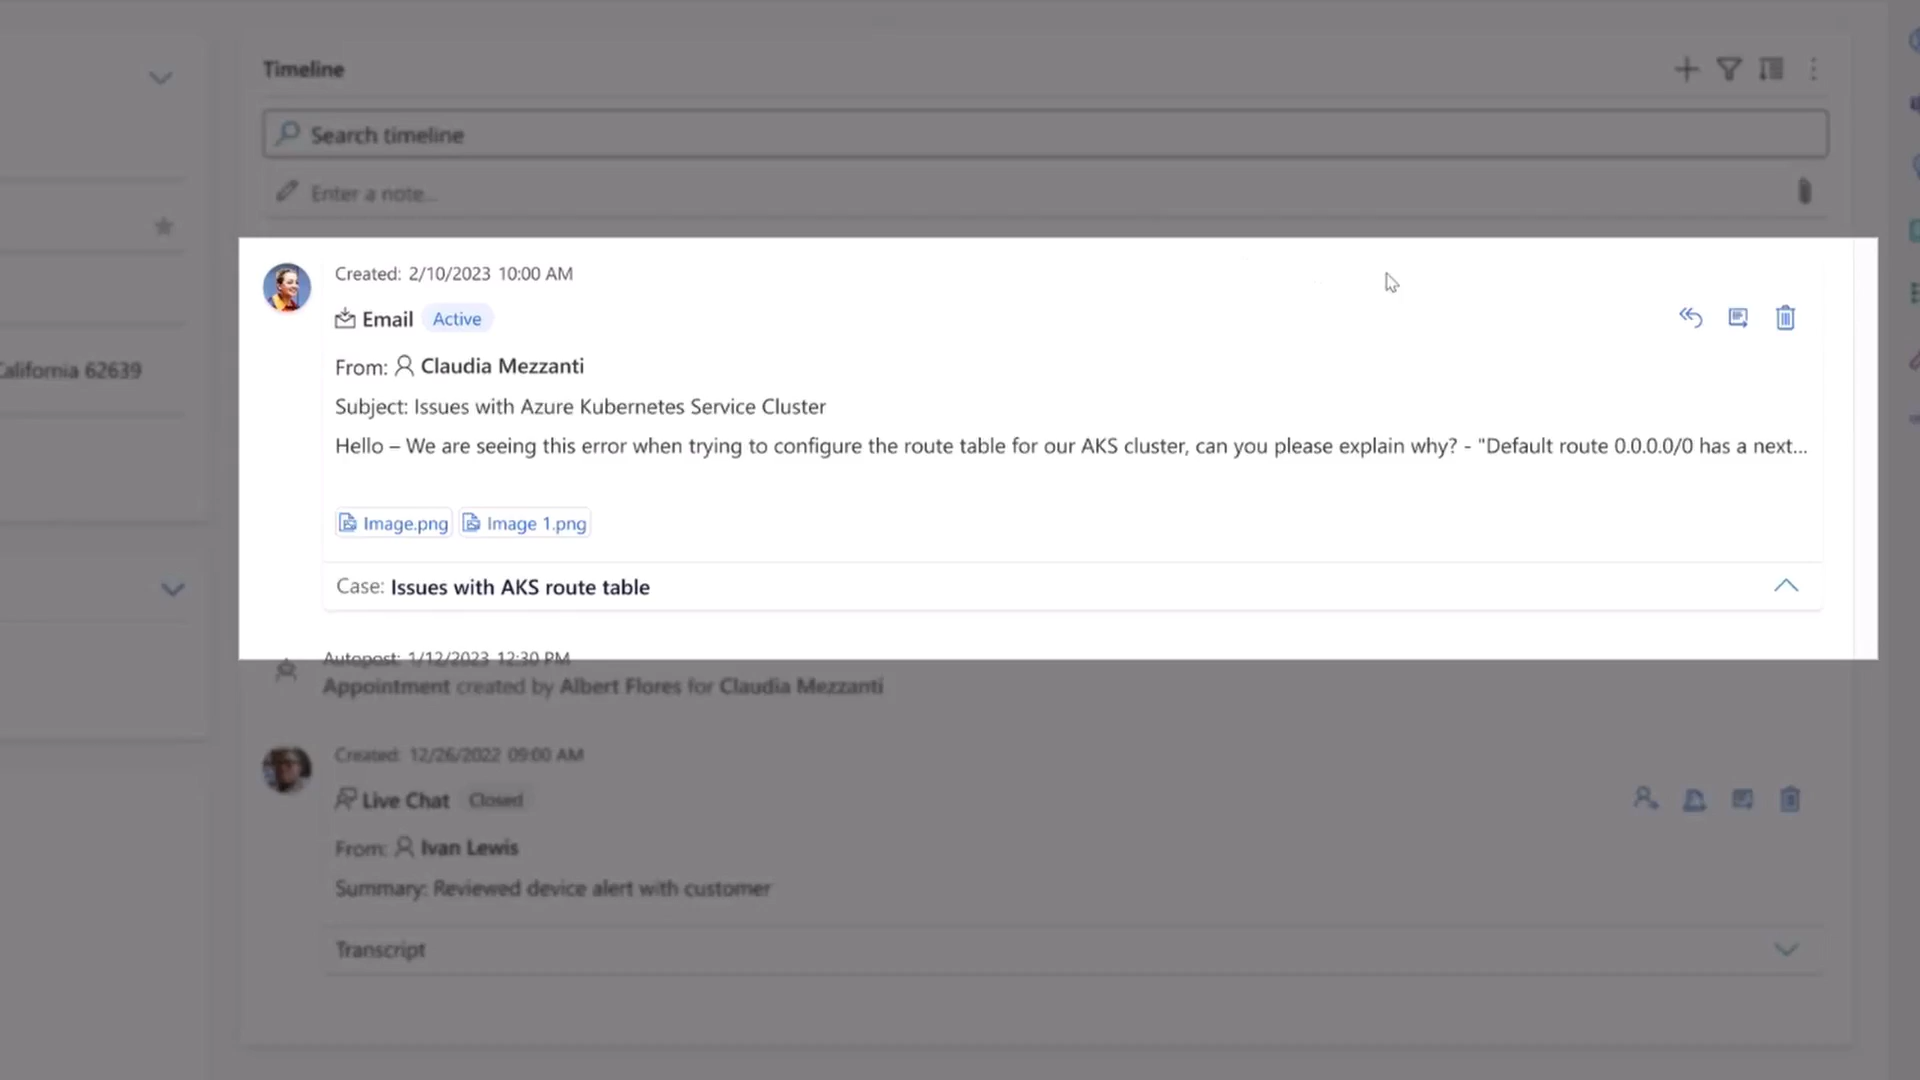 Timeline
Search timeline
Enter a note...
Created: 2/10/2023 10:00 AM
Email Active
From: Claudia Mezzanti
Subject: Issues with Azure Kubernetes Service Cluster
Hello – We are seeing this error when trying to configure the route table for our AKS cluster, can you please explain why? - "Default route 0.0.0.0/0 has a next...
California 62639
Image.png Image 1.png
Case: Issues with AKS route table
Autopost: 1/12/2023 12:30 PM
Appointment created by Albert Flores for Claudia Mezzanti
Created: 12/26/2022 09:00 AM
Live Chat Closed
From: Ivan Lewis
Summary: Reviewed device alert with customer
Transcript